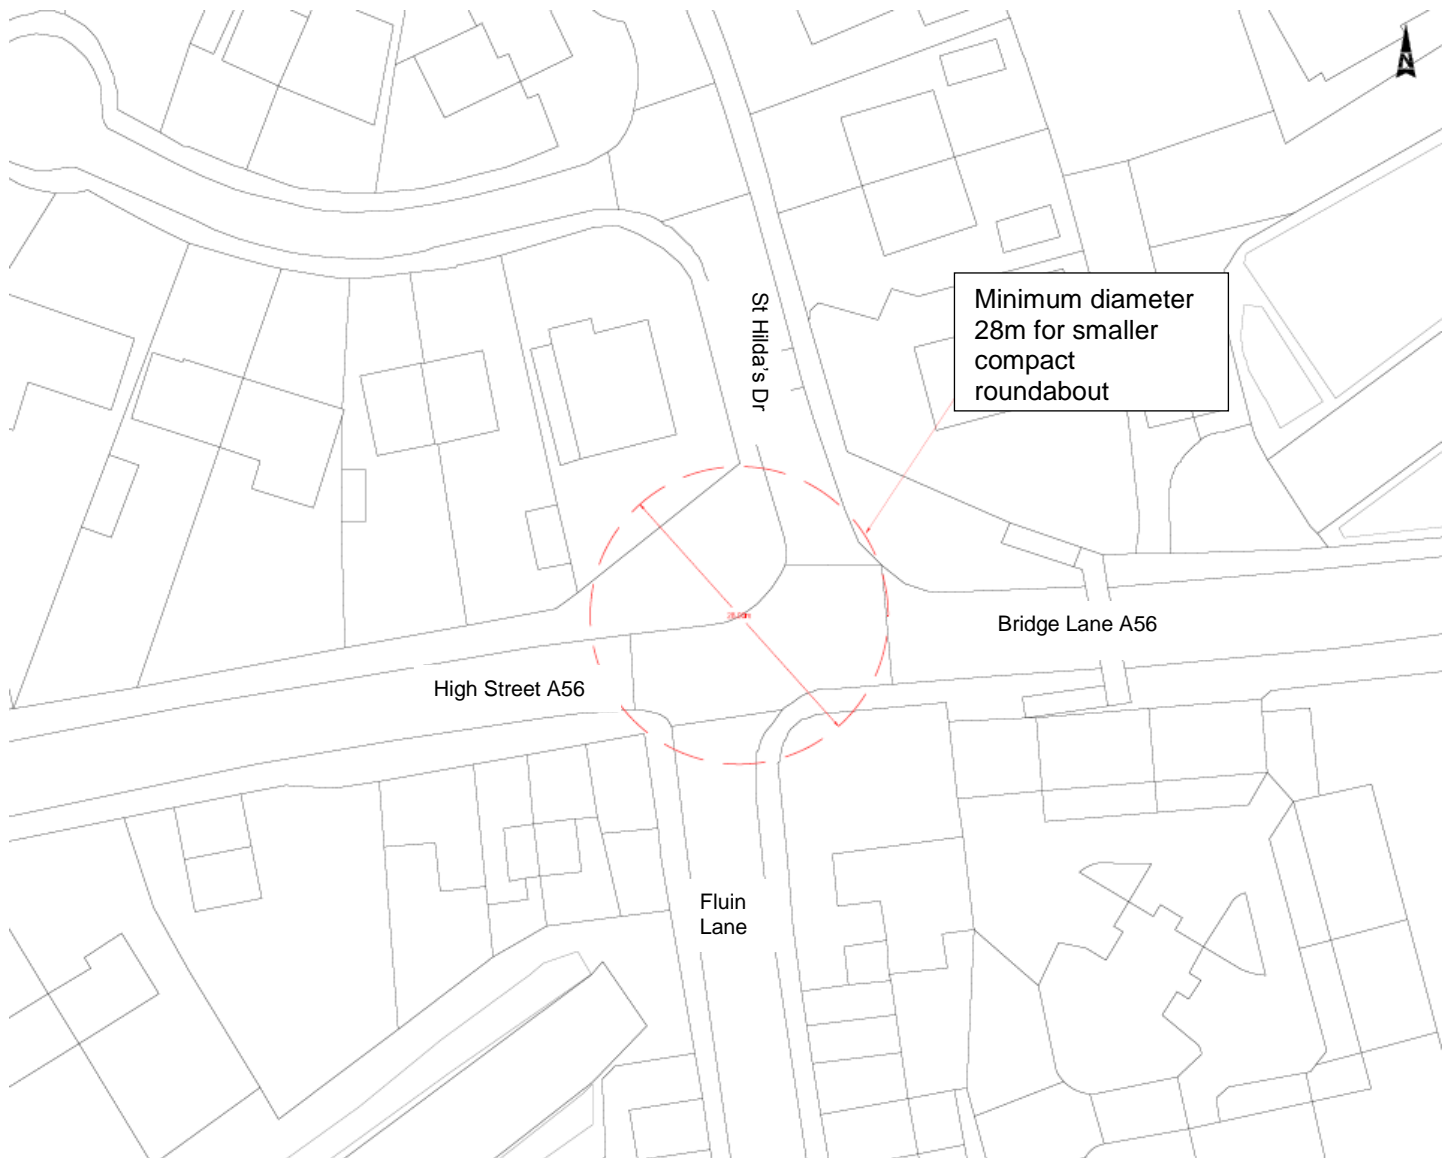 N
St Hilda's Dr
Minimum diameter
28m for smaller
compact
roundabout
Bridge Lane A56
High Street A56
Fluin
Lane